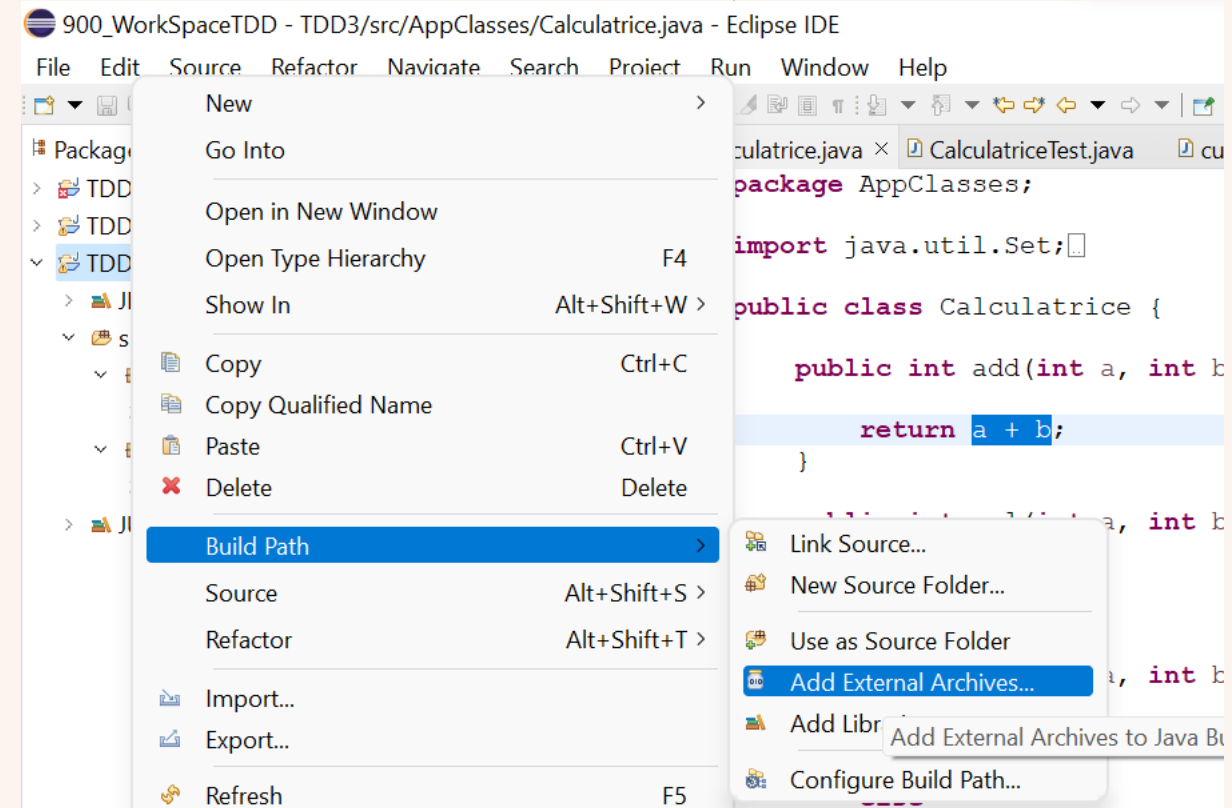 900_WorkSpaceTDD - TDD3/src/AppClasses/Calculatrice.java - Eclipse IDE
File Edit Source Refactor Navigate Search Project Run Window Help
New
Go Into
Open in New Window
Open Type Hierarchy F4
Show In Alt+Shift+W >
Copy Ctrl+C
Copy Qualified Name
Paste Ctrl+V
Delete Delete
Build Path
Source Alt+Shift+S >
Refactor Alt+Shift+T >
Import...
Export...
Refresh F5
TDD
TDD
TDD
culatrice.java CalculatriceTest.java cu
package AppClasses;
import java.util.Set;
public class Calculatrice {
public int add(int a, int b
return a + b;
}
a, int b
int b
Link Source...
New Source Folder...
Use as Source Folder
Add External Archives...
Add Libr
Add External Archives to Java Bu
Configure Build Path...